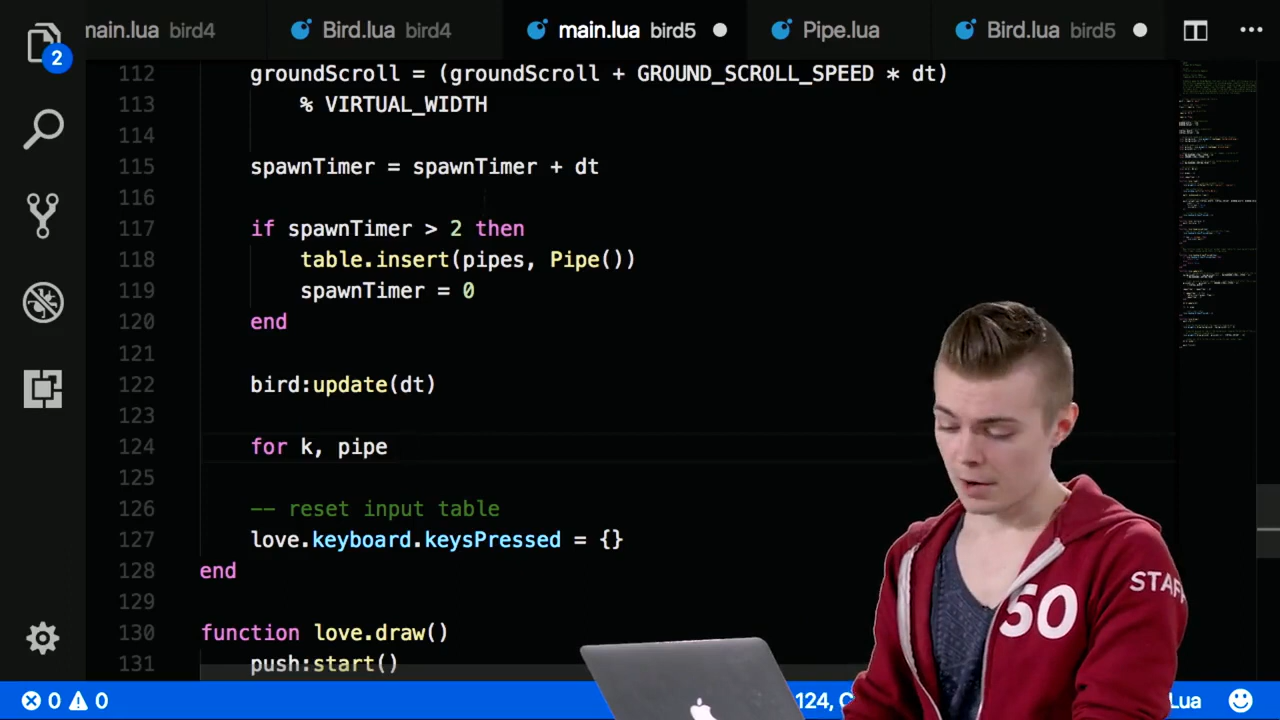 main.lua bird4
Bird.lua bird4
main.lua bird5
Pipe.lua
Bird.lua bird5
2
112 groundScroll = (groundScroll + GROUND_SCROLL_SPEED * dt)
113 % VIRTUAL_WIDTH
114
115 spawnTimer = spawnTimer + dt
116
117 if spawnTimer > 2 then
118 table.insert(pipes, Pipe())
119 spawnTimer = 0
120 end
121
122 bird:update(dt)
123
124 for k, pipe
125
126 -- reset input table
127 love.keyboard.keysPressed = {}
128 end
129
130 function love.draw()
131 push:start()
50
STAFF
0 0
124, C
Lua